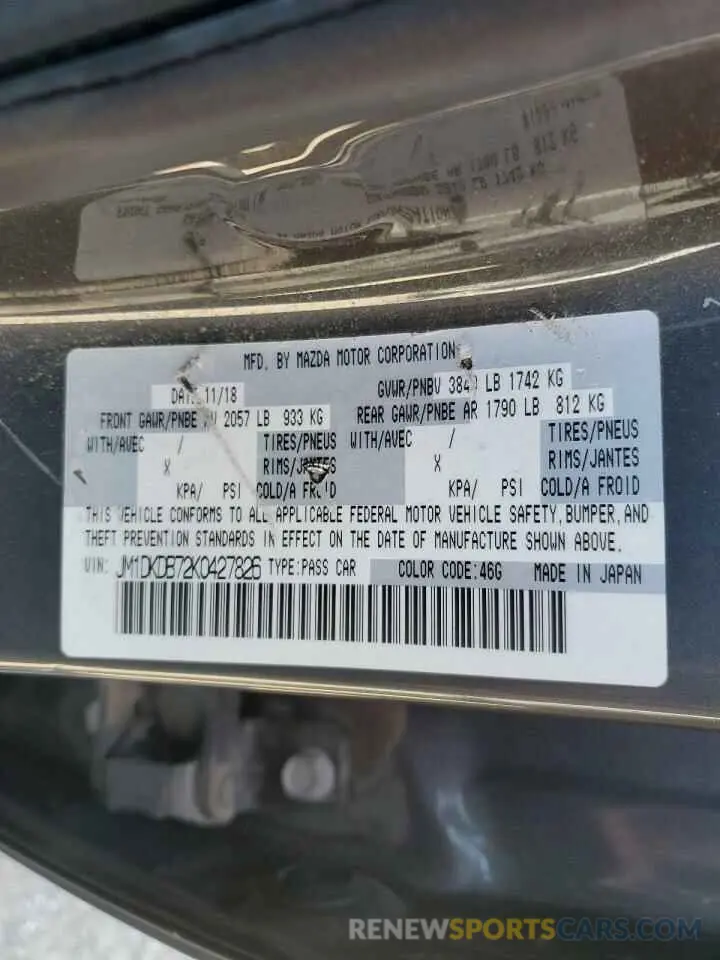 MFD. BY MAZDA MOTOR CORPORATION
11/18 GVWR/PNBV LB 1742 KG
FRONT GAWR/PNBE 2057 LB 933 KG REAR GAWR/PNBE AR 1790 LB 812 KG
WITH/AVEC / TIRES/PNEUS WITH/AVEC / TIRES/PNEUS
X RIMS/JANTES X RIMS/JANTES
KPA/ PSI COLD/A FROID KPA/ PSI COLD/A FROID
THIS VEHICLE CONFORMS TO ALL APPLICABLE FEDERAL MOTOR VEHICLE SAFETY, BUMPER, AND
THEFT PREVENTION STANDARDS IN EFFECT ON THE DATE OF MANUFACTURE SHOWN ABOVE.
VIN: JM1DKDB72K0427826 TYPE:PASS CAR COLOR CODE:46G MADE IN JAPAN
RENEWSPORTSCARS.COM